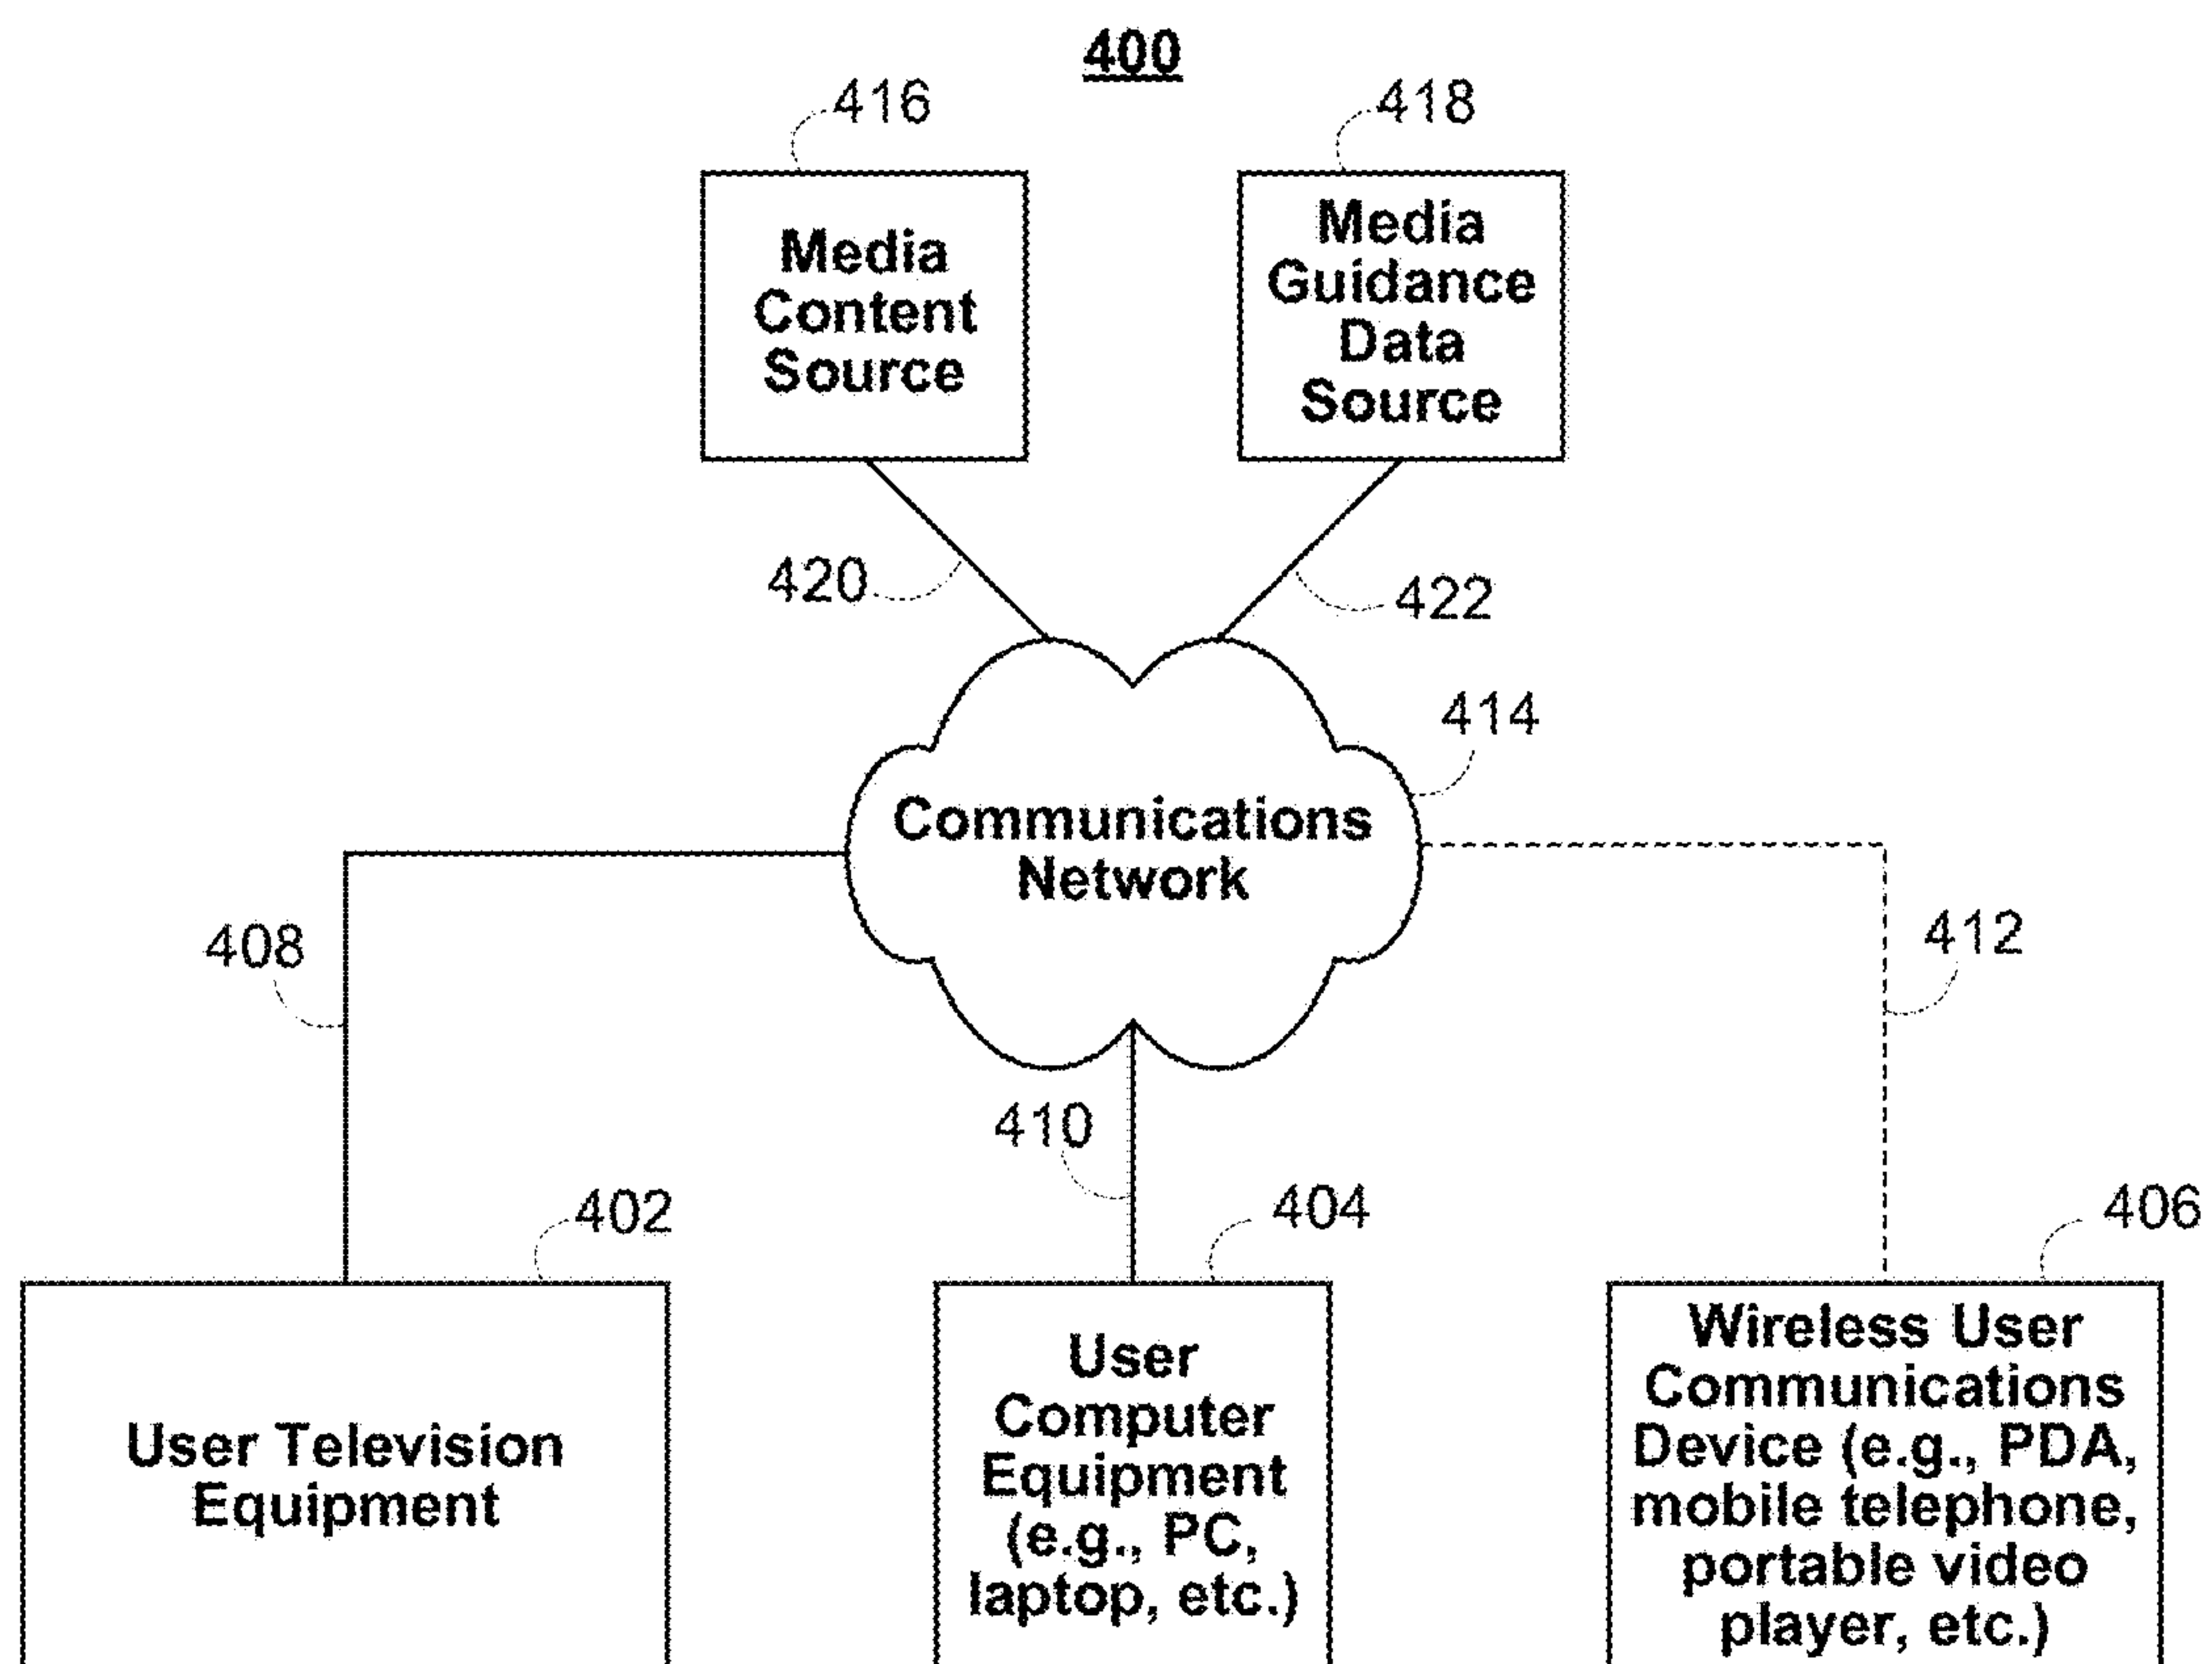 400
416
418
Media
Content
Source
Media
Guidance
Data
Source
420
422
414
Communications
Network
408
412
410
402
404
406
User Television
Equipment
User
Computer
Equipment
(e.g., PC,
laptop, etc.)
Wireless User
Communications
Device (e.g., PDA,
mobile telephone,
portable video
player, etc.)